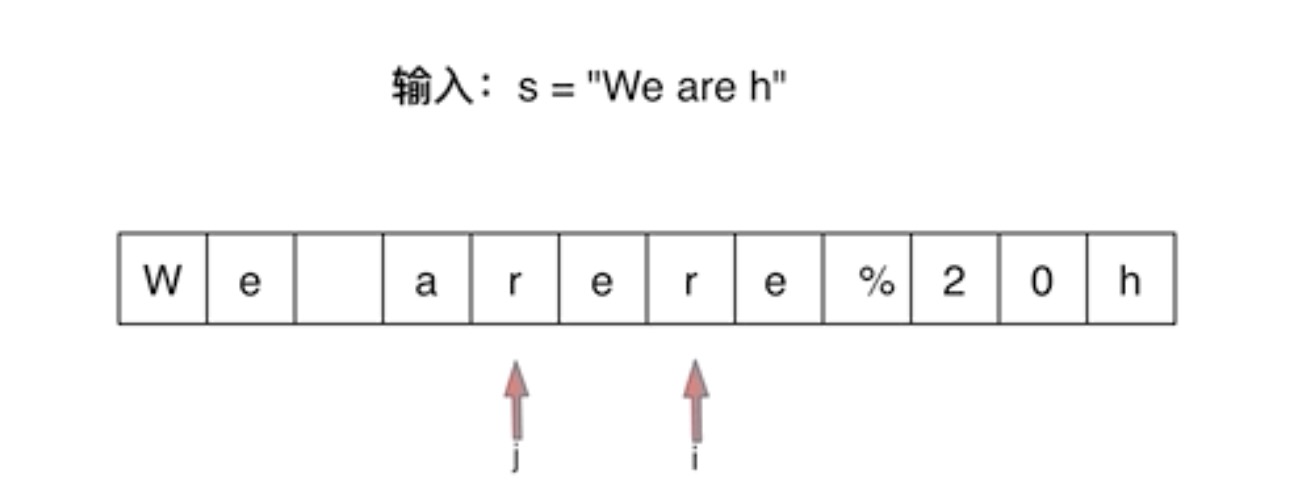 输入：s = "We are h"
W e a r e r e % 2 0 h
j i